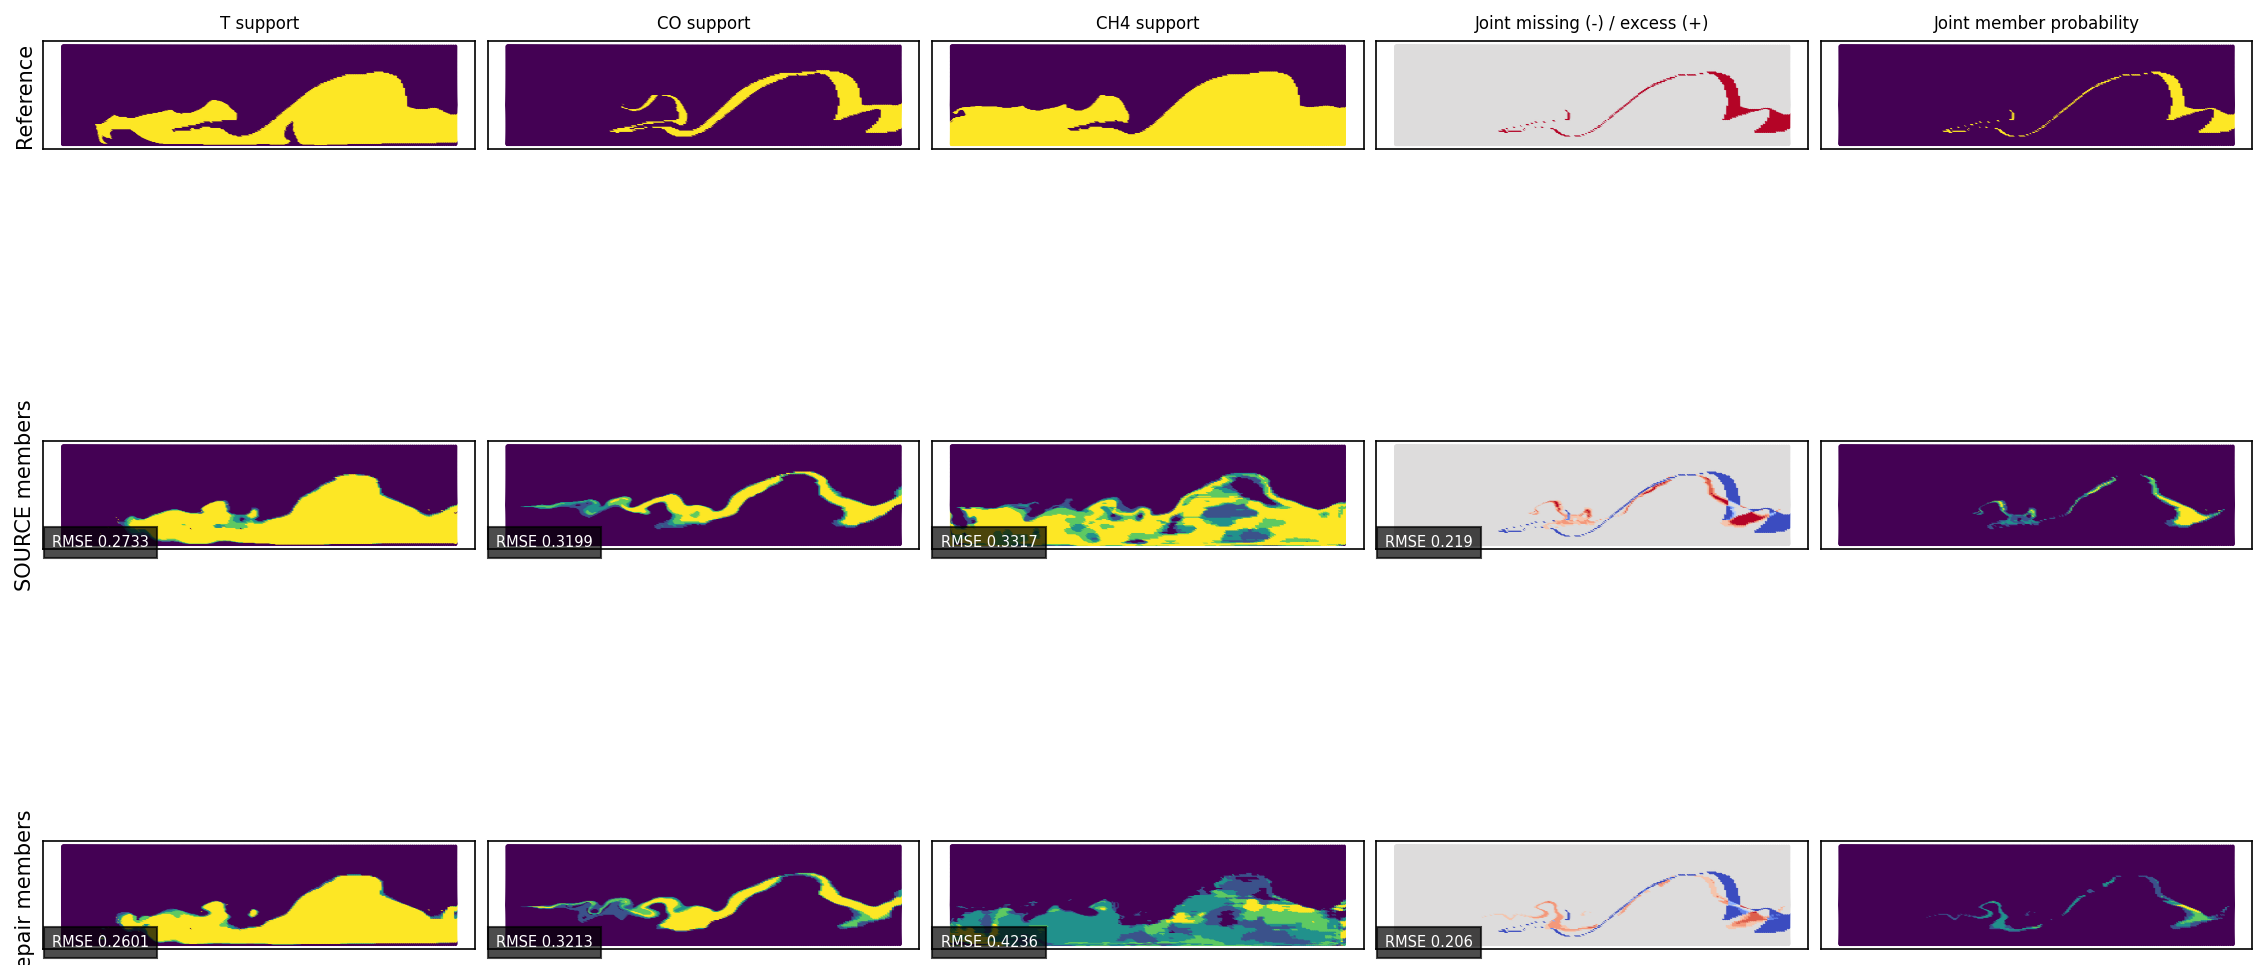 T support
CO support
CH4 support
Joint missing (-) / excess (+)
Joint member probability
Reference
SOURCE members
RMSE 0.2733
RMSE 0.3199
RMSE 0.3317
RMSE 0.219
epair members
RMSE 0.2601
RMSE 0.3213
RMSE 0.4236
RMSE 0.206